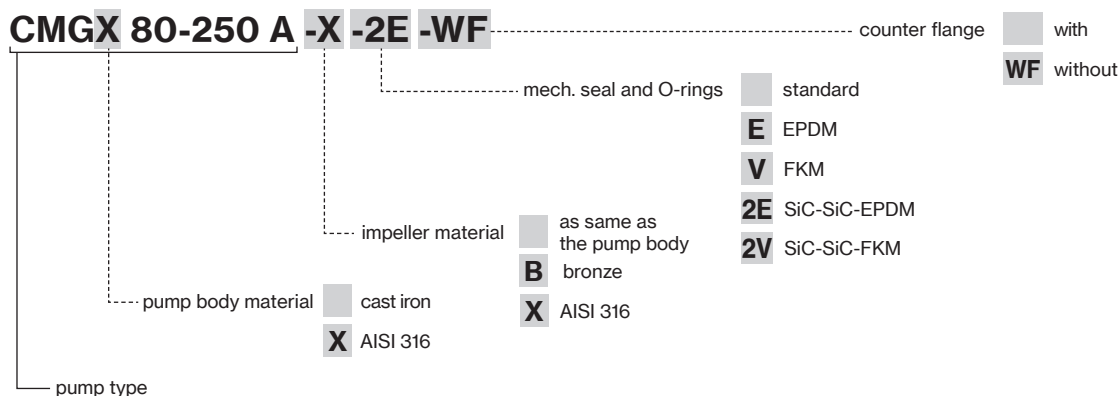 CMGX 80-250 A -X -2E -WF
counter flange
with
WF without
mech. seal and O-rings
standard
E EPDM
V FKM
2E SiC-SiC-EPDM
2V SiC-SiC-FKM
impeller material
as same as
the pump body
B bronze
X AISI 316
pump body material
cast iron
X AISI 316
pump type